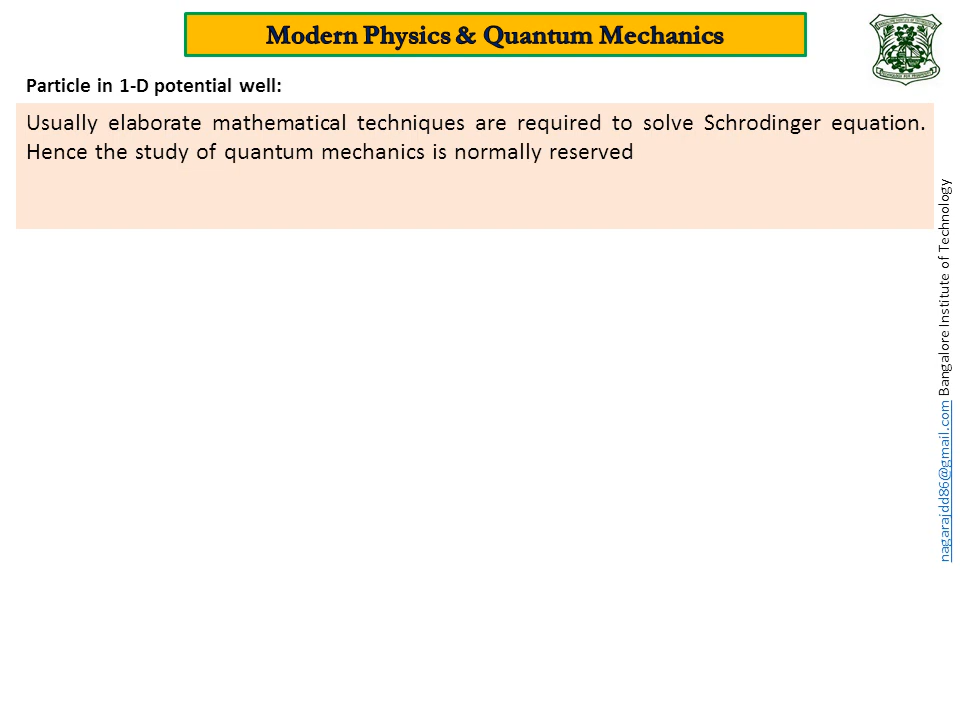 Modern Physics & Quantum Mechanics
Particle in 1-D potential well:
Usually elaborate mathematical techniques are required to solve Schrodinger equation.
Hence the study of quantum mechanics is normally reserved
nagarajdd86@gmail.com Bangalore Institute of Technology